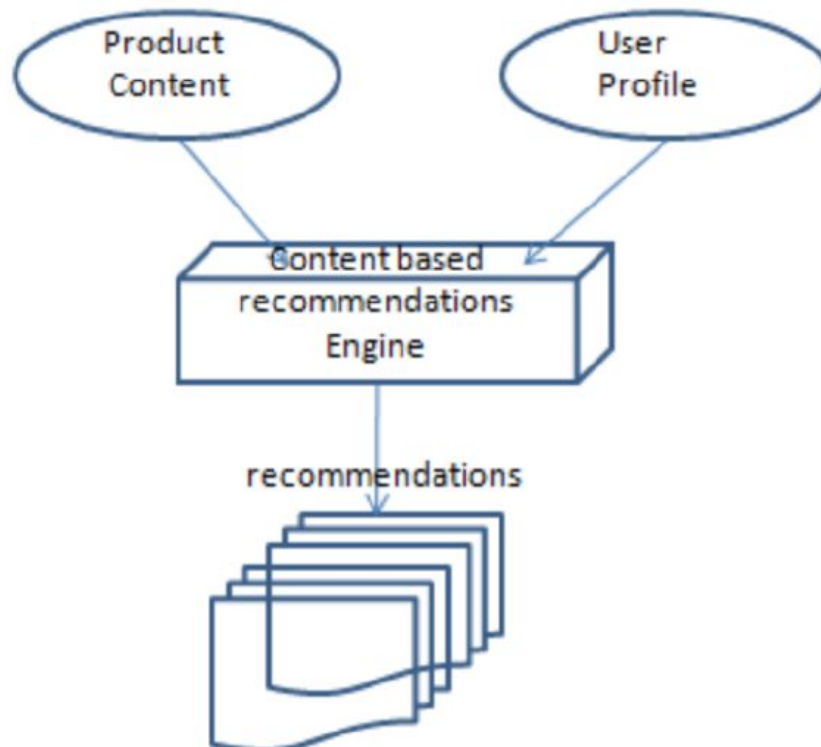 Product
Content
User
Profile
Content based
recommendations
Engine
recommendations